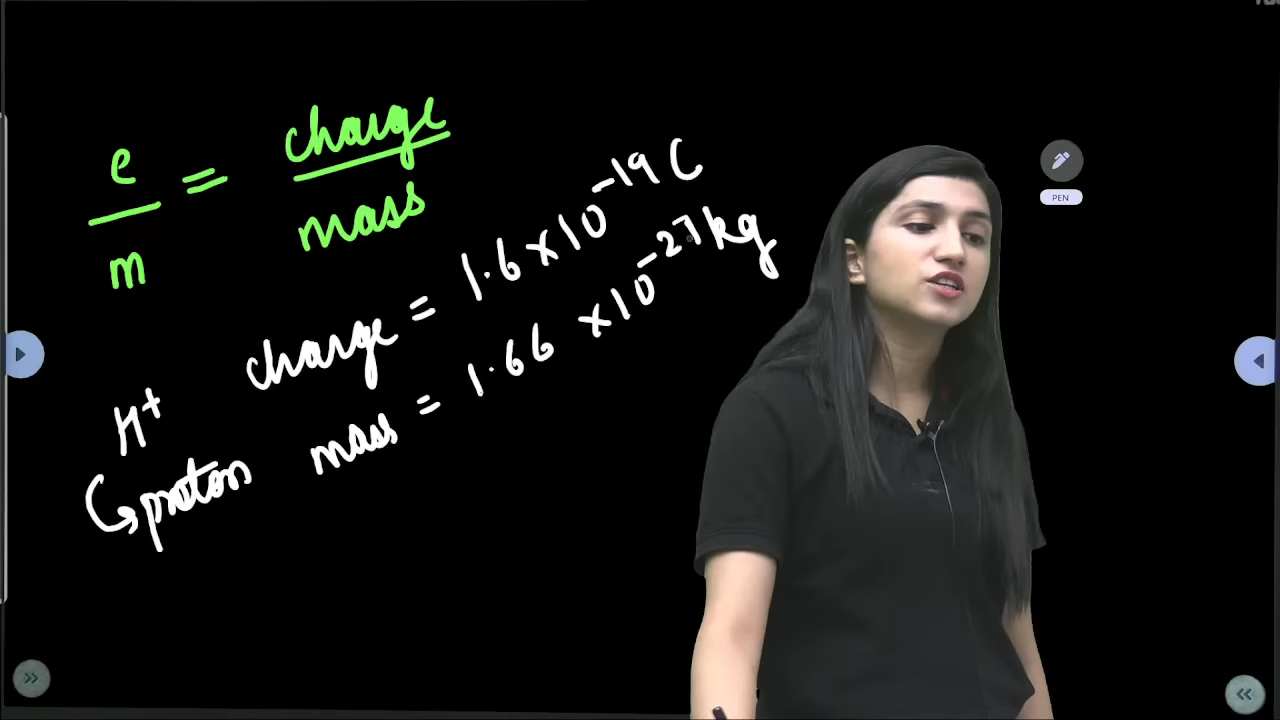 e/m = charge/mass
charge = 1.6 × 10⁻¹⁹ C
H⁺ mass = 1.66 × 10⁻²⁷ kg
↳ proton
PEN